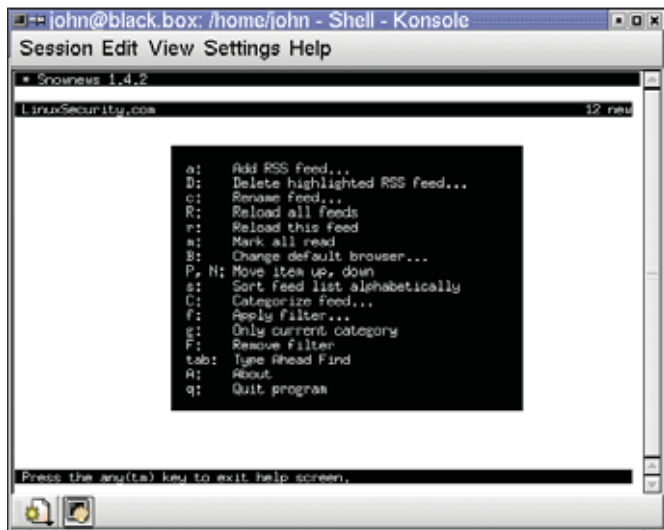 john@black.box: /home/john - Shell - Konsole
Session Edit View Settings Help
* Snownews 1.4.2
LinuxSecurity.com 12 new
a: Add RSS feed...
D: Delete highlighted RSS feed...
c: Rename feed...
R: Reload all feeds
r: Reload this feed
m: Mark all read
B: Change default browser...
P, N: Move item up, down
s: Sort feed list alphabetically
C: Categorize feed...
f: Apply filter...
g: Only current category
F: Remove filter
tab: Type Ahead Find
A: About
q: Quit program
Press the any(tm) key to exit help screen.